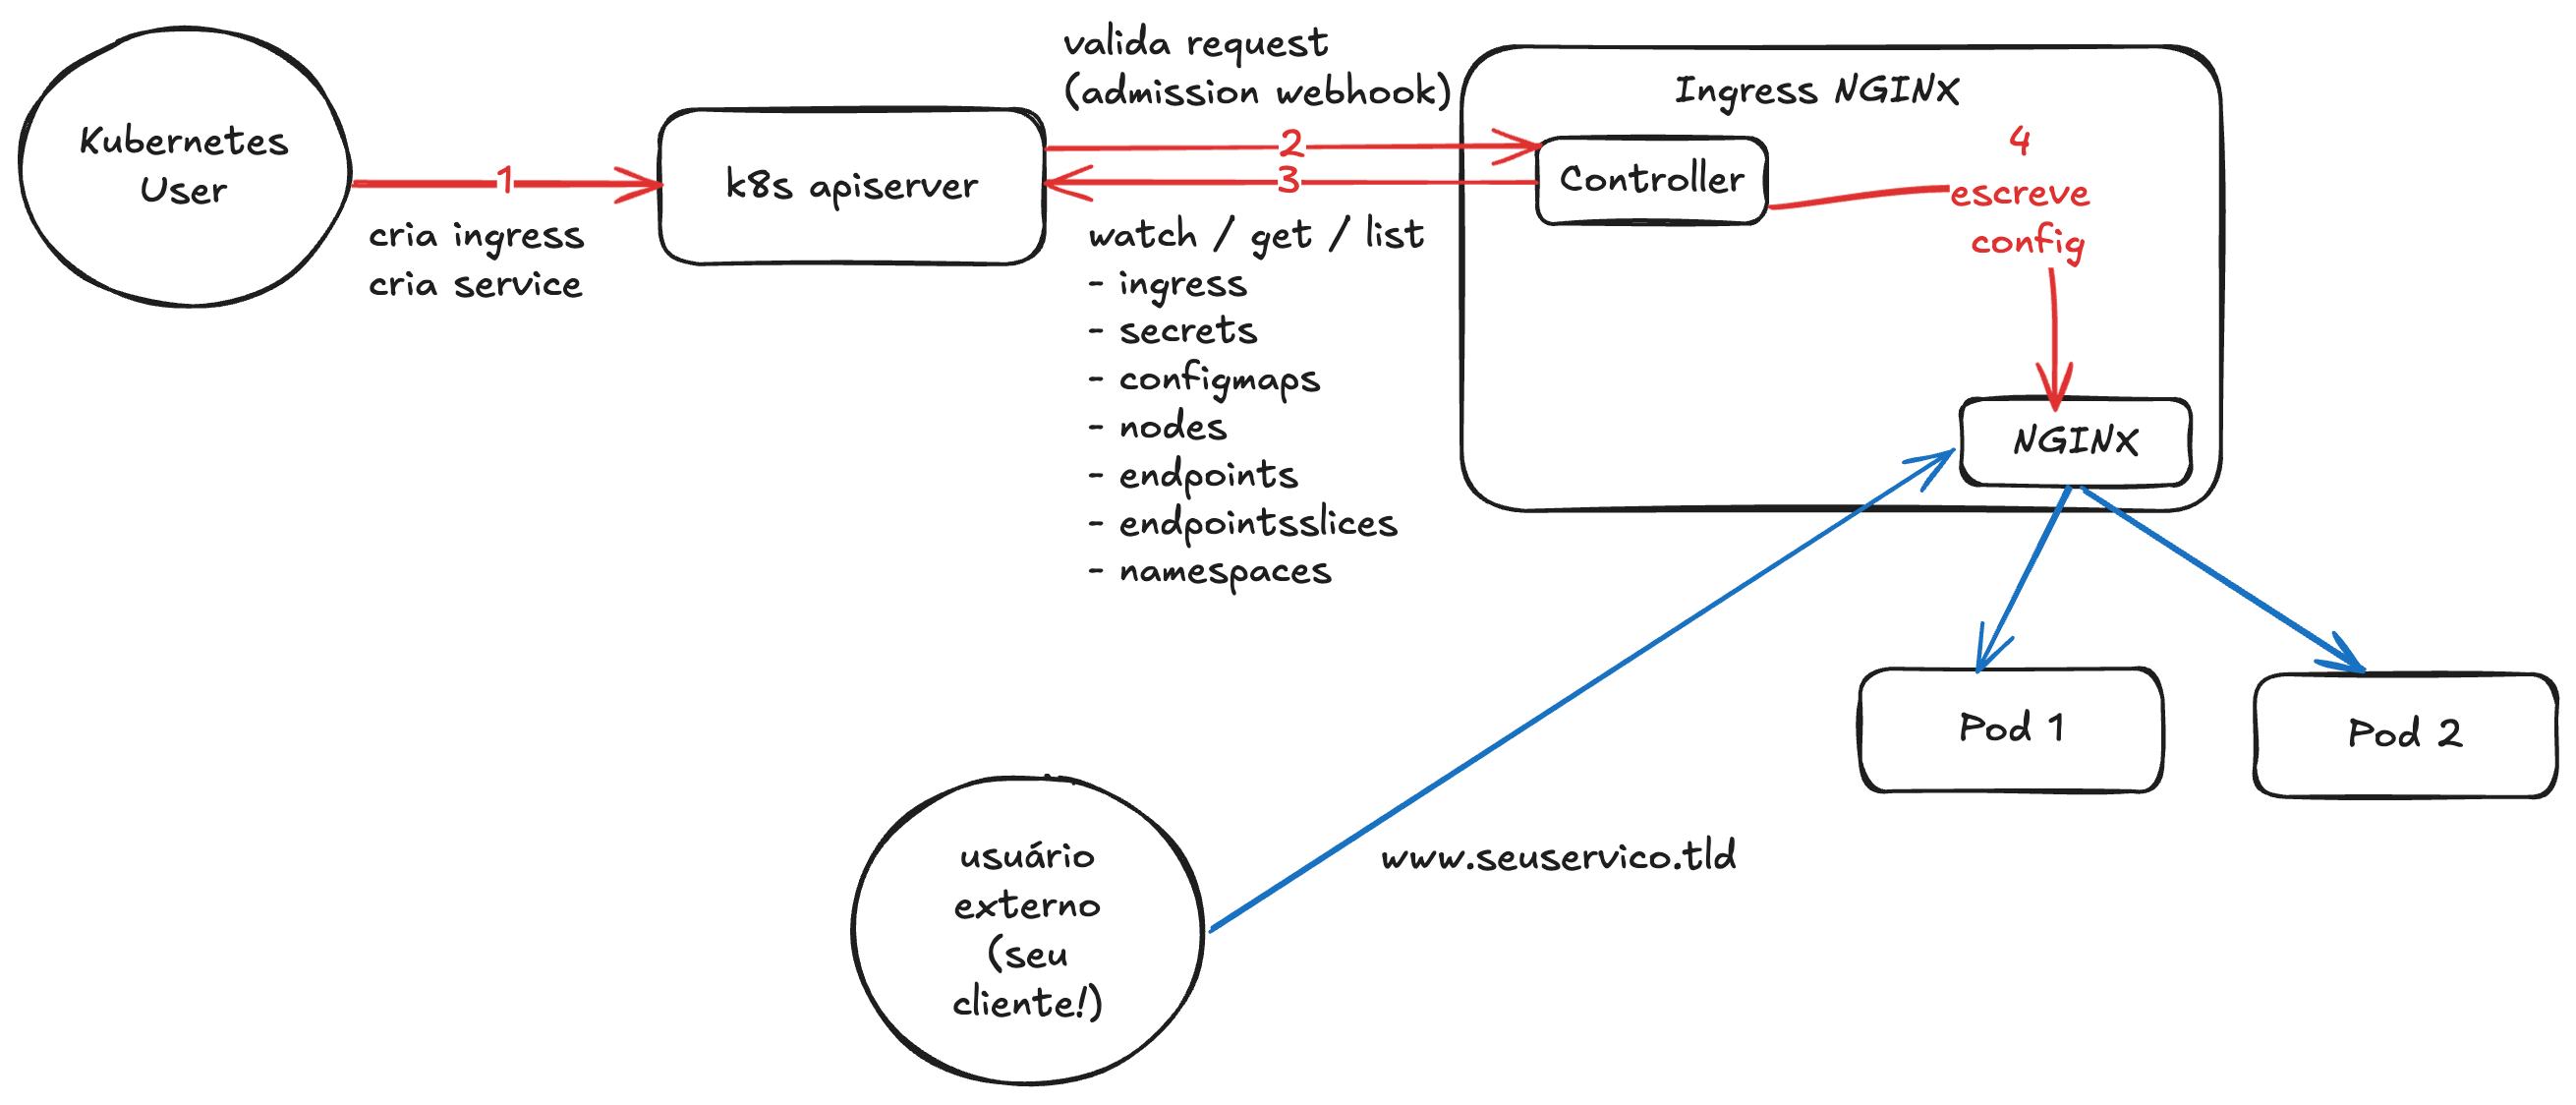 Kubernetes
User
1
cria ingress
cria service
k8s apiserver
valida request
(admission webhook)
2
3
watch / get / list
- ingress
- secrets
- configmaps
- nodes
- endpoints
- endpointsslices
- namespaces
Ingress NGINX
Controller
4
escreve
config
NGINX
Pod 1
Pod 2
usuário
externo
(seu
cliente!)
www.seuservico.tld